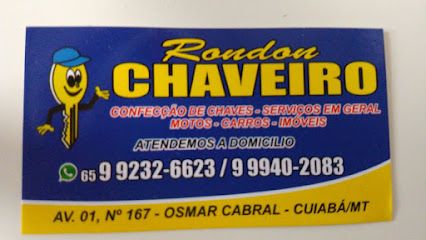 Rondon
CHAVEIRO
CONFECÇÃO DE CHAVES - SERVIÇOS EM GERAL
MOTOS - CARROS - IMÓVEIS
ATENDEMOS A DOMICILIO
65 9 9232-6623 / 9 9940-2083
AV. 01, Nº 167 - OSMAR CABRAL - CUIABÁ/MT